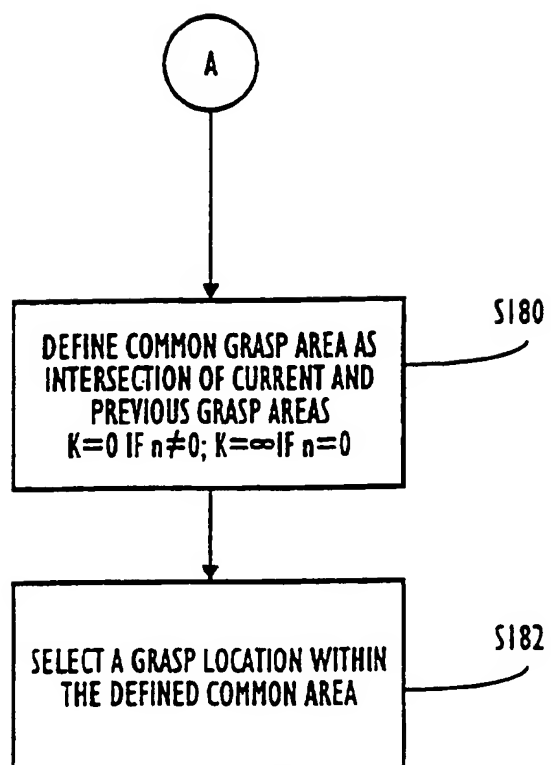 A
S180
DEFINE COMMON GRASP AREA AS
INTERSECTION OF CURRENT AND
PREVIOUS GRASP AREAS
K=0 IF n≠0; K=∞IF n=0
S182
SELECT A GRASP LOCATION WITHIN
THE DEFINED COMMON AREA